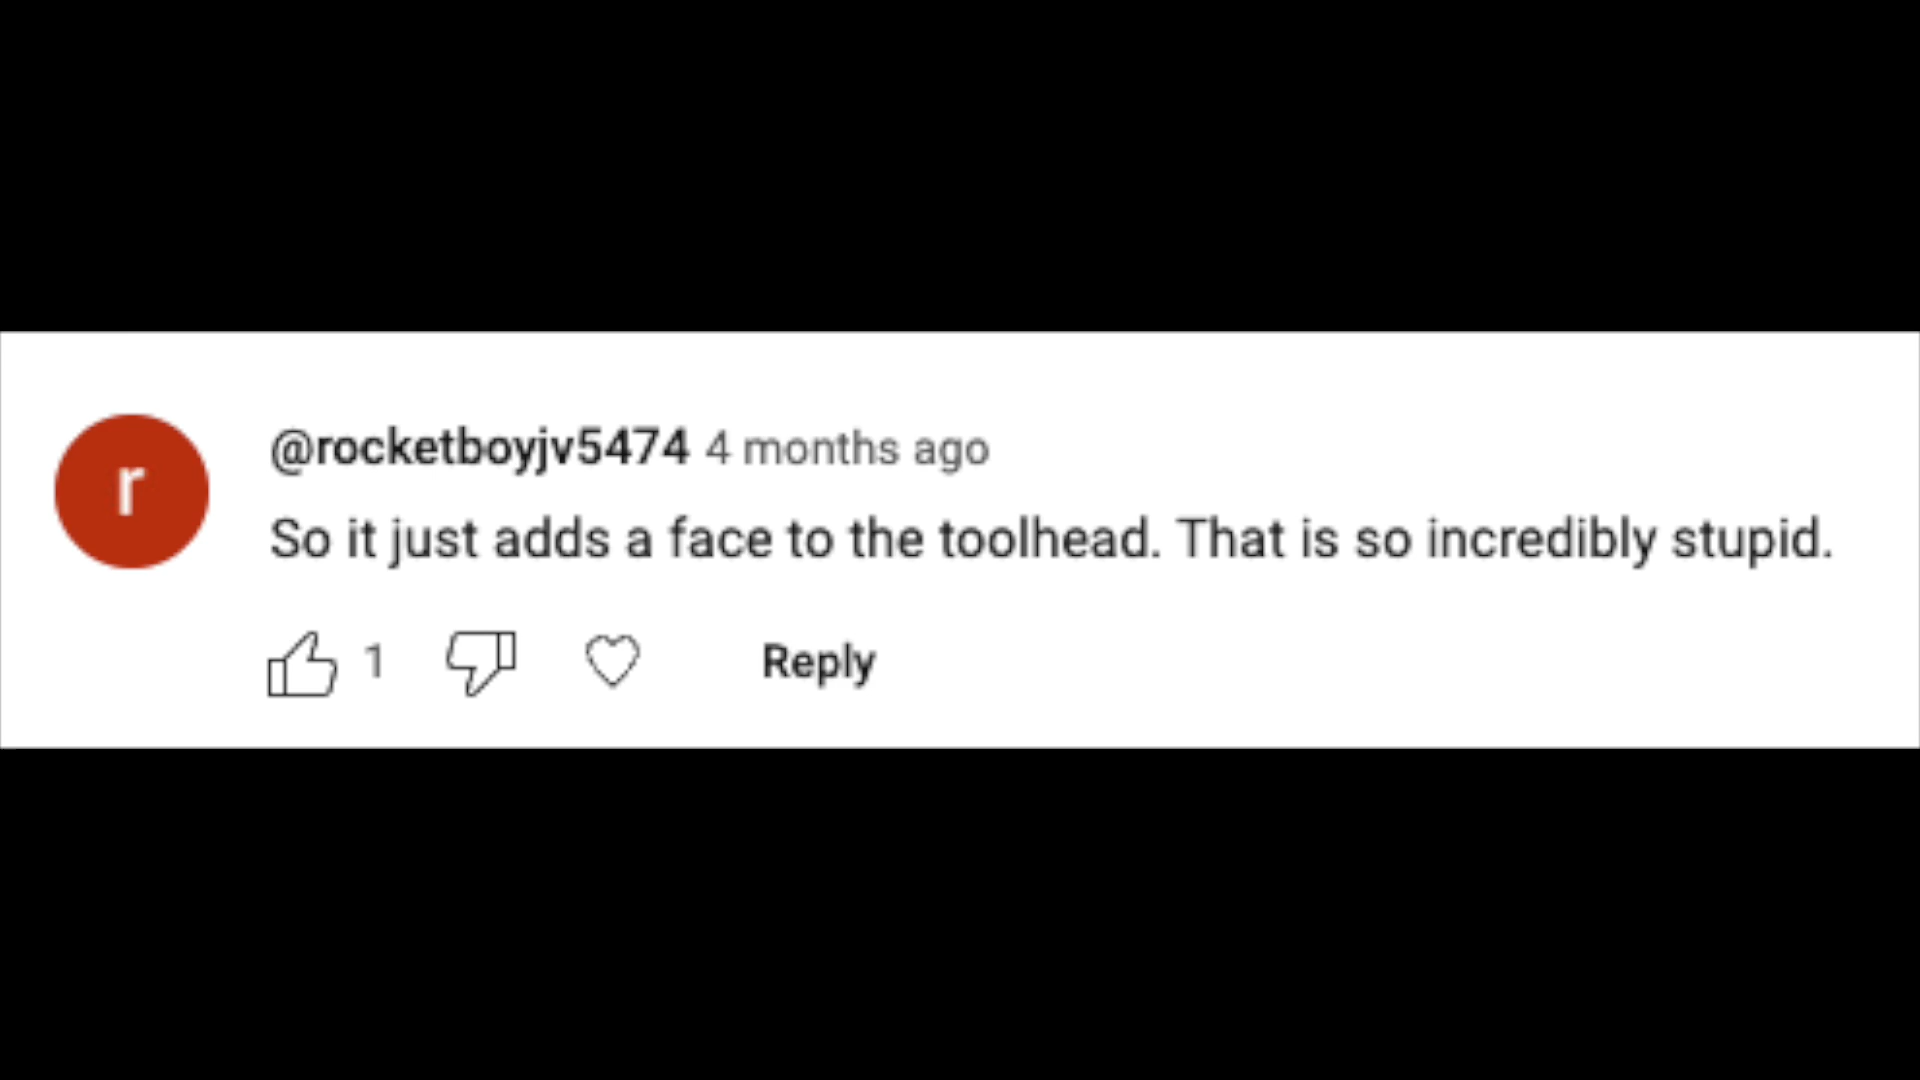 r
@rocketboyjv5474 4 months ago
So it just adds a face to the toolhead. That is so incredibly stupid.
1 Reply